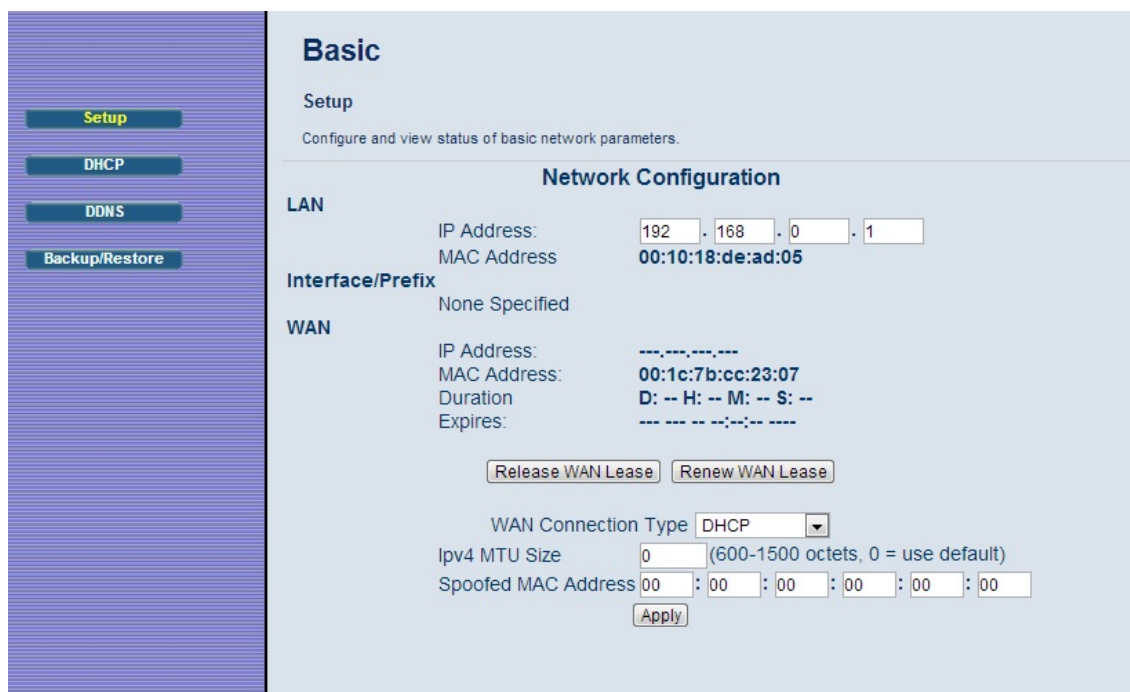 Setup
DHCP
DDNS
Backup/Restore
Basic
Setup
Configure and view status of basic network parameters.
Network Configuration
LAN
IP Address: 192 . 168 . 0 . 1
MAC Address 00:10:18:de:ad:05
Interface/Prefix
None Specified
WAN
IP Address: ---.---.---.---
MAC Address: 00:1c:7b:cc:23:07
Duration D: -- H: -- M: -- S: --
Expires: --- --- -- --:--:-- ----
Release WAN Lease Renew WAN Lease
WAN Connection Type DHCP
Ipv4 MTU Size 0 (600-1500 octets, 0 = use default)
Spoofed MAC Address 00 : 00 : 00 : 00 : 00 : 00
Apply